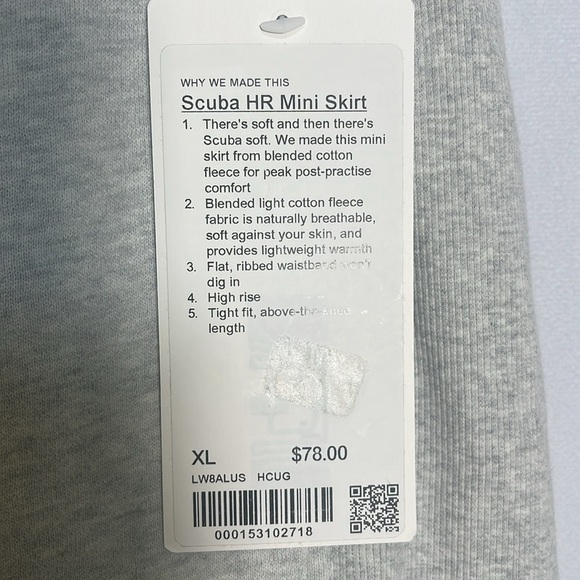 WHY WE MADE THIS
Scuba HR Mini Skirt
1. There's soft and then there's
Scuba soft. We made this mini
skirt from blended cotton
fleece for peak post-practise
comfort
2. Blended light cotton fleece
fabric is naturally breathable,
soft against your skin, and
provides lightweight warmth
3. Flat, ribbed waistband won't
dig in
4. High rise
5. Tight fit, above-the-knee
length
XL $78.00
LW8ALUS HCUG
000153102718